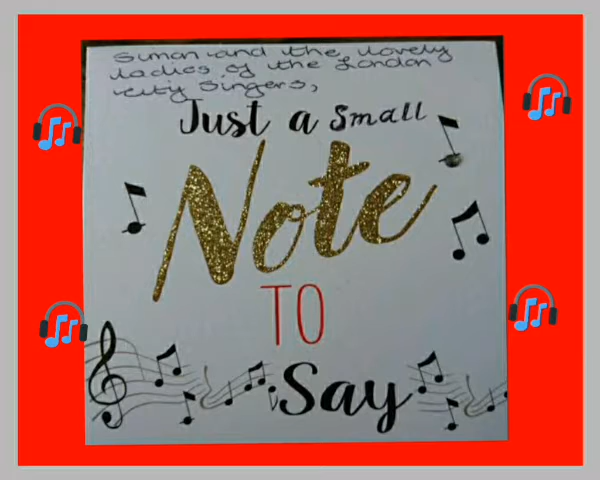 Simon and the lovely
ladies of the London
City Singers,
Just a Small
Note
TO
Say